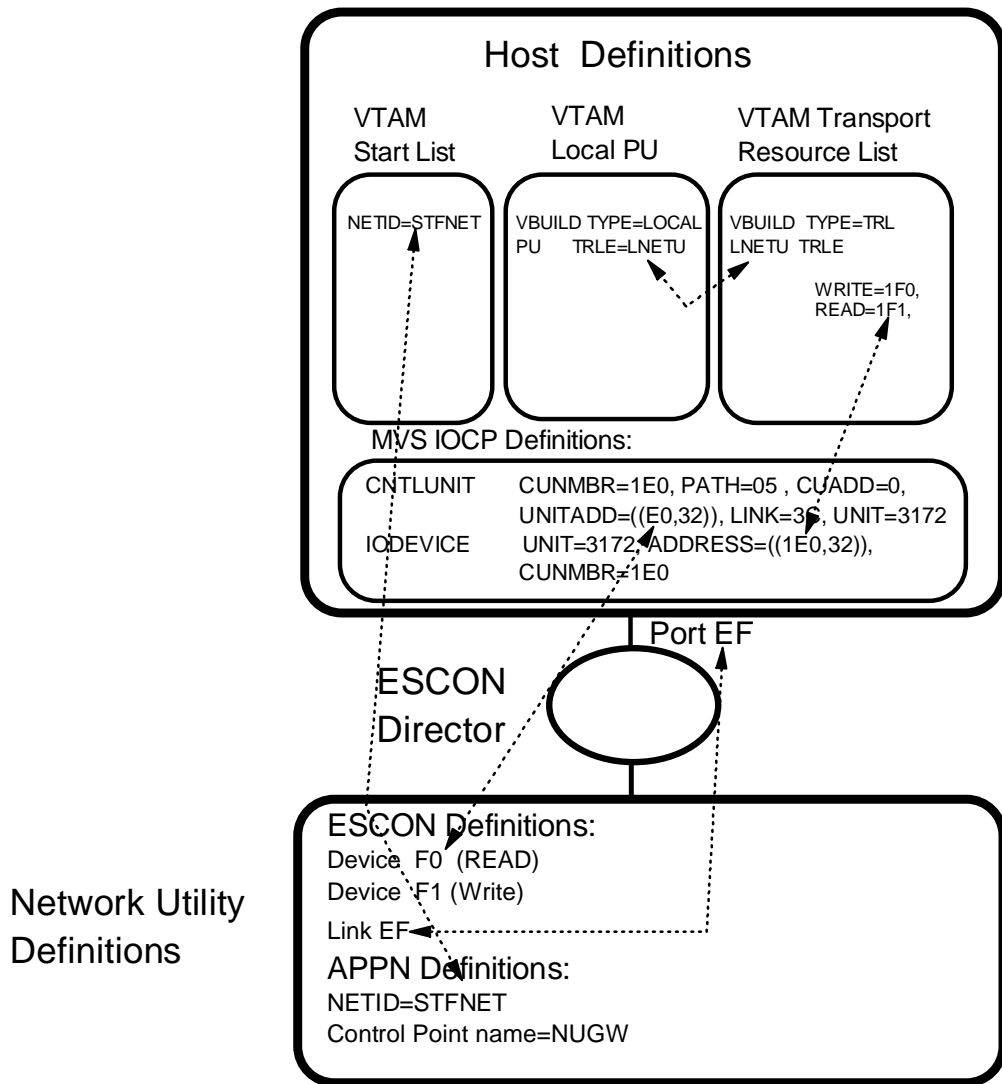 Host Definitions
VTAM
Start List
VTAM
Local PU
VTAM Transport
Resource List
NETID=STFNET
VBUILD TYPE=LOCAL
PU TRLE=LNETU
VBUILD TYPE=TRL
LNETU TRLE
WRITE=1F0,
READ=1F1,
MVS IOCP Definitions:
CNTLUNIT CUNMBR=1E0, PATH=05 , CUADD=0,
UNITADD=((E0,32)), LINK=3C, UNIT=3172
IODEVICE UNIT=3172, ADDRESS=((1E0,32)),
CUNMBR=1E0
Port EF
ESCON
Director
ESCON Definitions:
Device F0 (READ)
Device F1 (Write)
Link EF
APPN Definitions:
NETID=STFNET
Control Point name=NUGW
Network Utility
Definitions